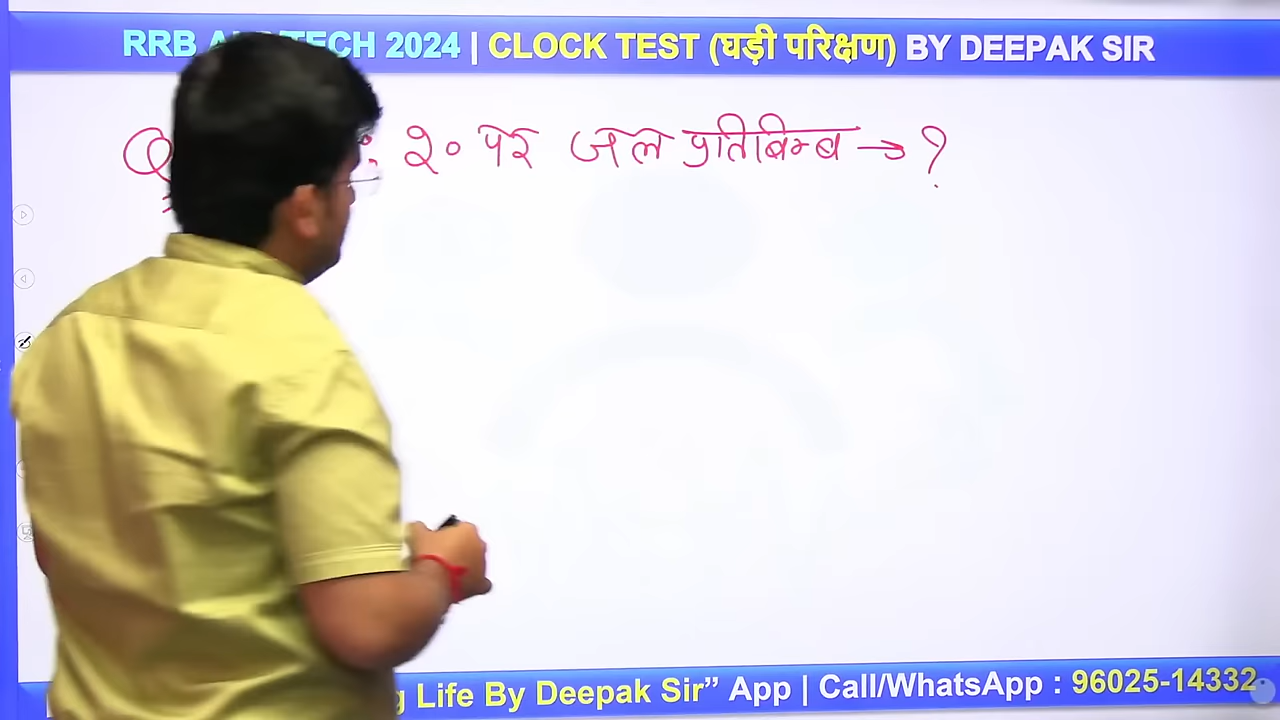 RRB TECH 2024 | CLOCK TEST (घड़ी परिक्षण) BY DEEPAK SIR
Q : २० पर जल प्रतिबिम्ब → ?
Life By Deepak Sir” App | Call/WhatsApp : 96025-14332